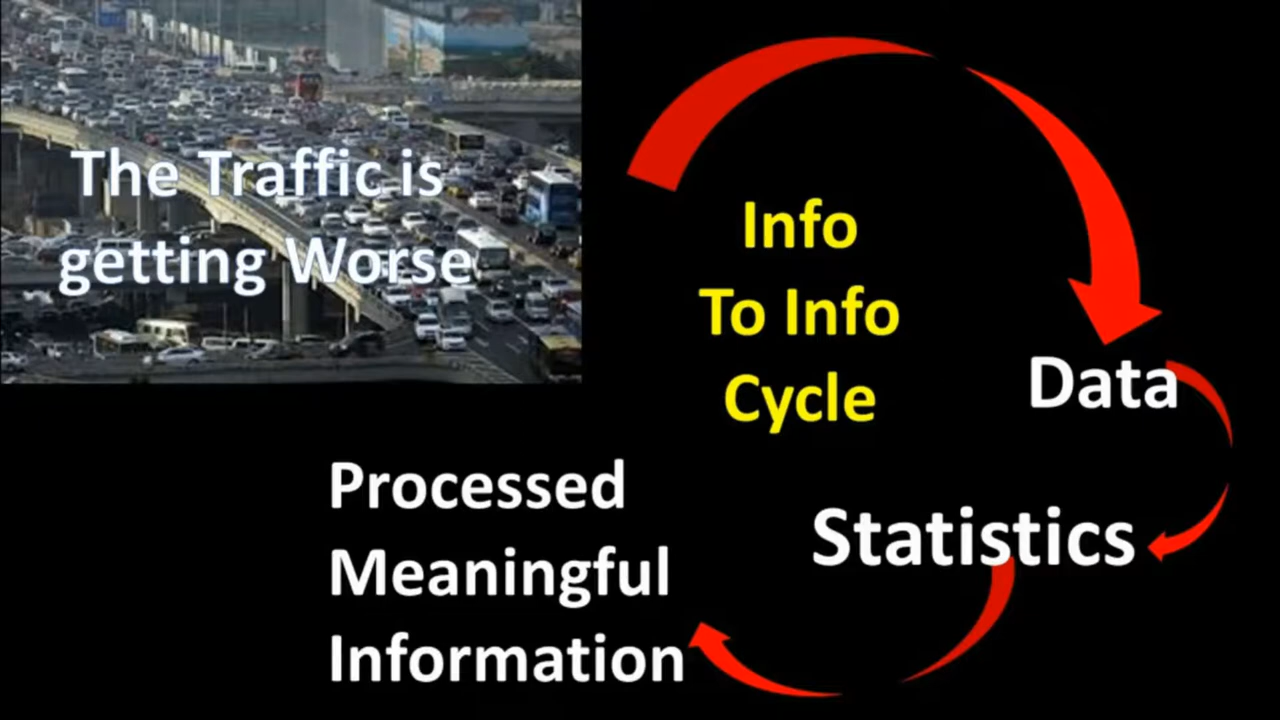 The Traffic is
getting Worse
Info
To Info
Cycle
Data
Statistics
Processed
Meaningful
Information